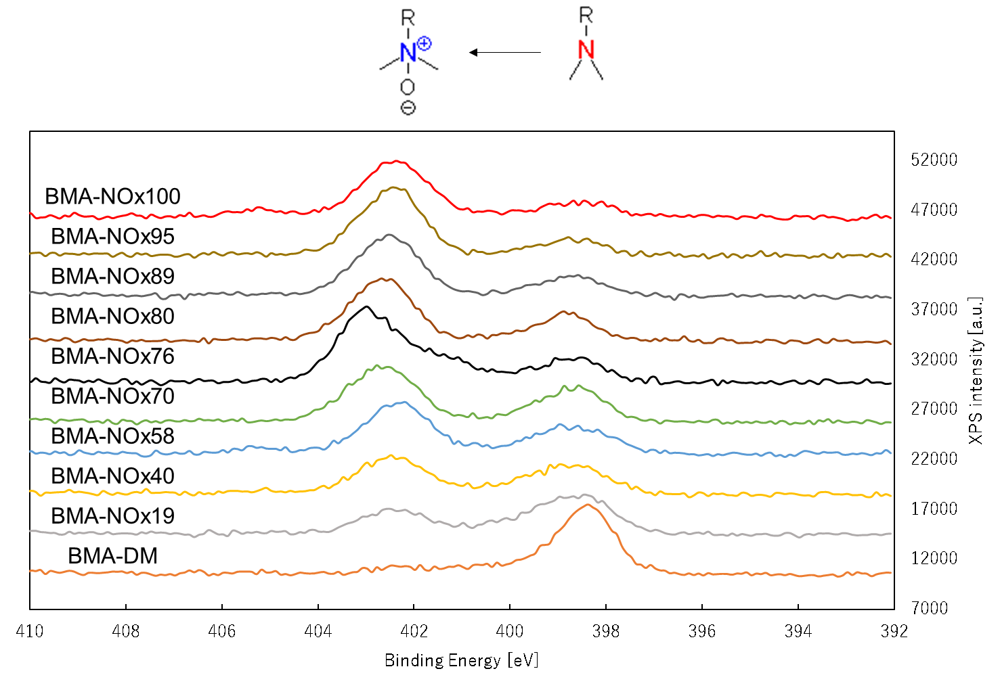 R
R
N⊕
N
O
⊖
52000
BMA-NOx100
47000
BMA-NOx95
42000
BMA-NOx89
37000
BMA-NOx80
32000
BMA-NOx76
27000
BMA-NOx70
22000
BMA-NOx58
17000
BMA-NOx40
12000
BMA-NOx19
7000
BMA-DM
XPS intensity [a.u.]
410 408 406 404 402 400 398 396 394 392
Binding Energy [eV]